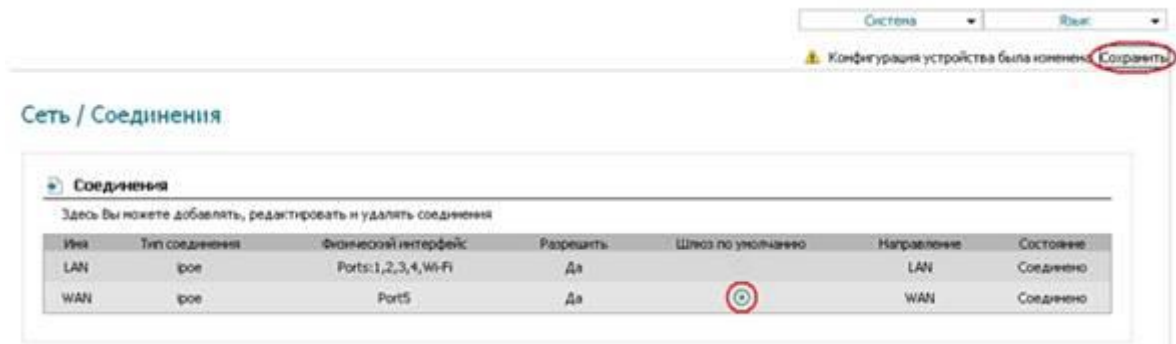 Система Язык
Конфигурация устройства была изменена Сохранить
Сеть / Соединения
Соединения
Здесь Вы можете добавлять, редактировать и удалять соединения
Имя Тип соединения Физический интерфейс Разрешить Шлюз по умолчанию Направление Состояние
LAN ipoe Ports:1,2,3,4,Wi-Fi Да LAN Соединено
WAN ipoe Port5 Да WAN Соединено